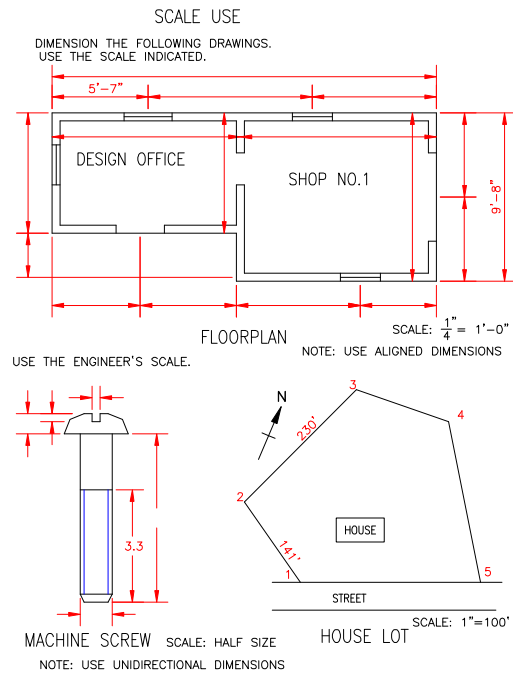 SCALE USE
DIMENSION THE FOLLOWING DRAWINGS.
USE THE SCALE INDICATED.
5'-7"
DESIGN OFFICE
SHOP NO.1
9'-8"
FLOORPLAN
SCALE: 1/4"= 1'-0"
NOTE: USE ALIGNED DIMENSIONS
USE THE ENGINEER'S SCALE.
N
3
4
230'
2
HOUSE
3.3
141'
1
5
STREET
MACHINE SCREW SCALE: HALF SIZE
HOUSE LOT
SCALE: 1"=100'
NOTE: USE UNIDIRECTIONAL DIMENSIONS